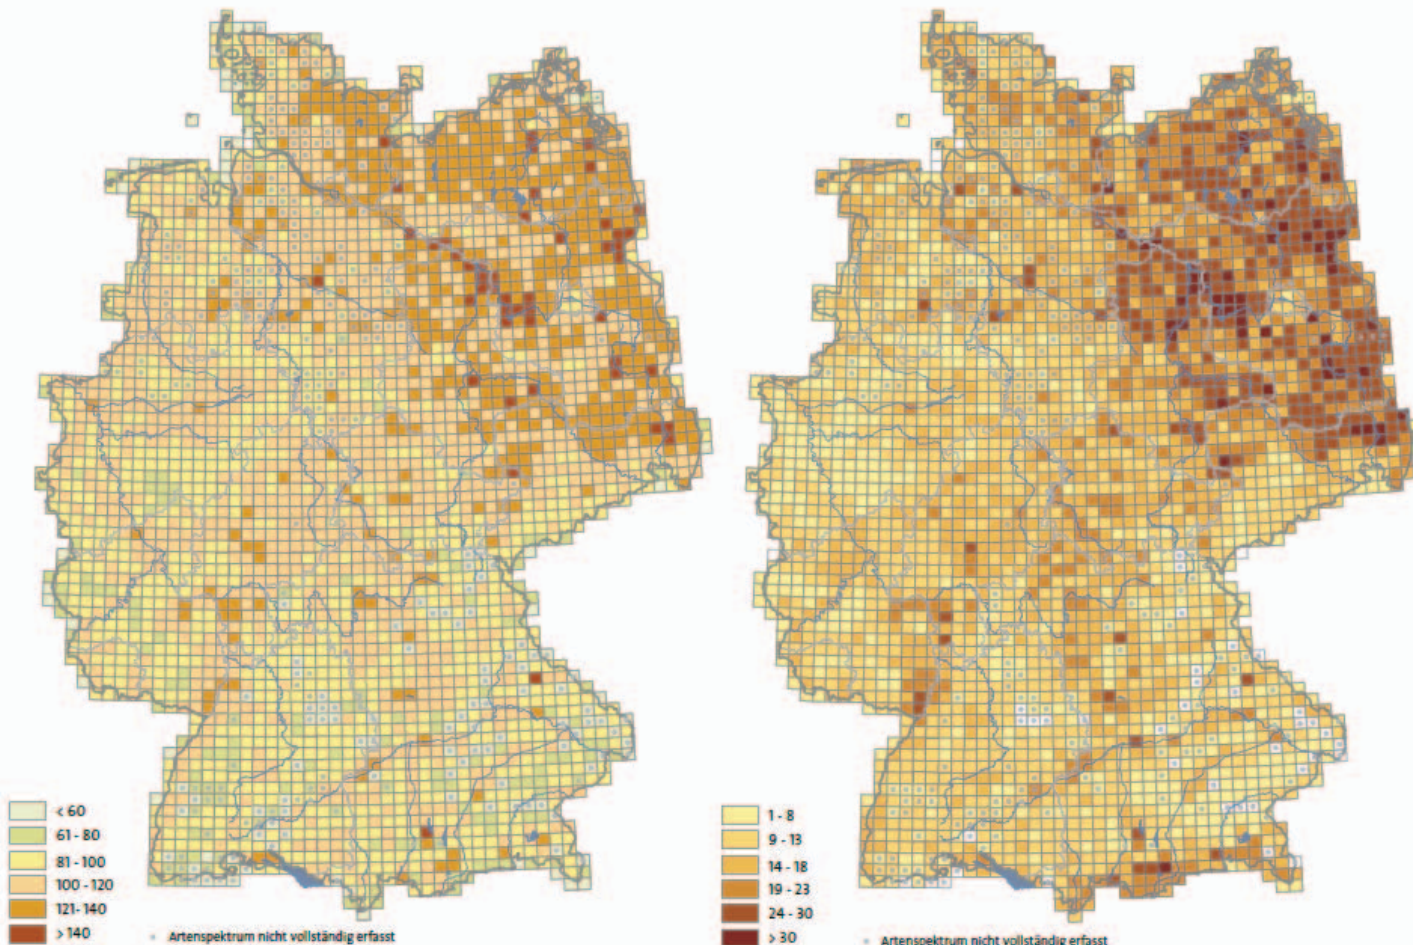 < 60
61 - 80
81 - 100
100 - 120
121 - 140
> 140
Artenspektrum nicht vollständig erfasst
1 - 8
9 - 13
14 - 18
19 - 23
24 - 30
> 30
Artenspektrum nicht vollständig erfasst